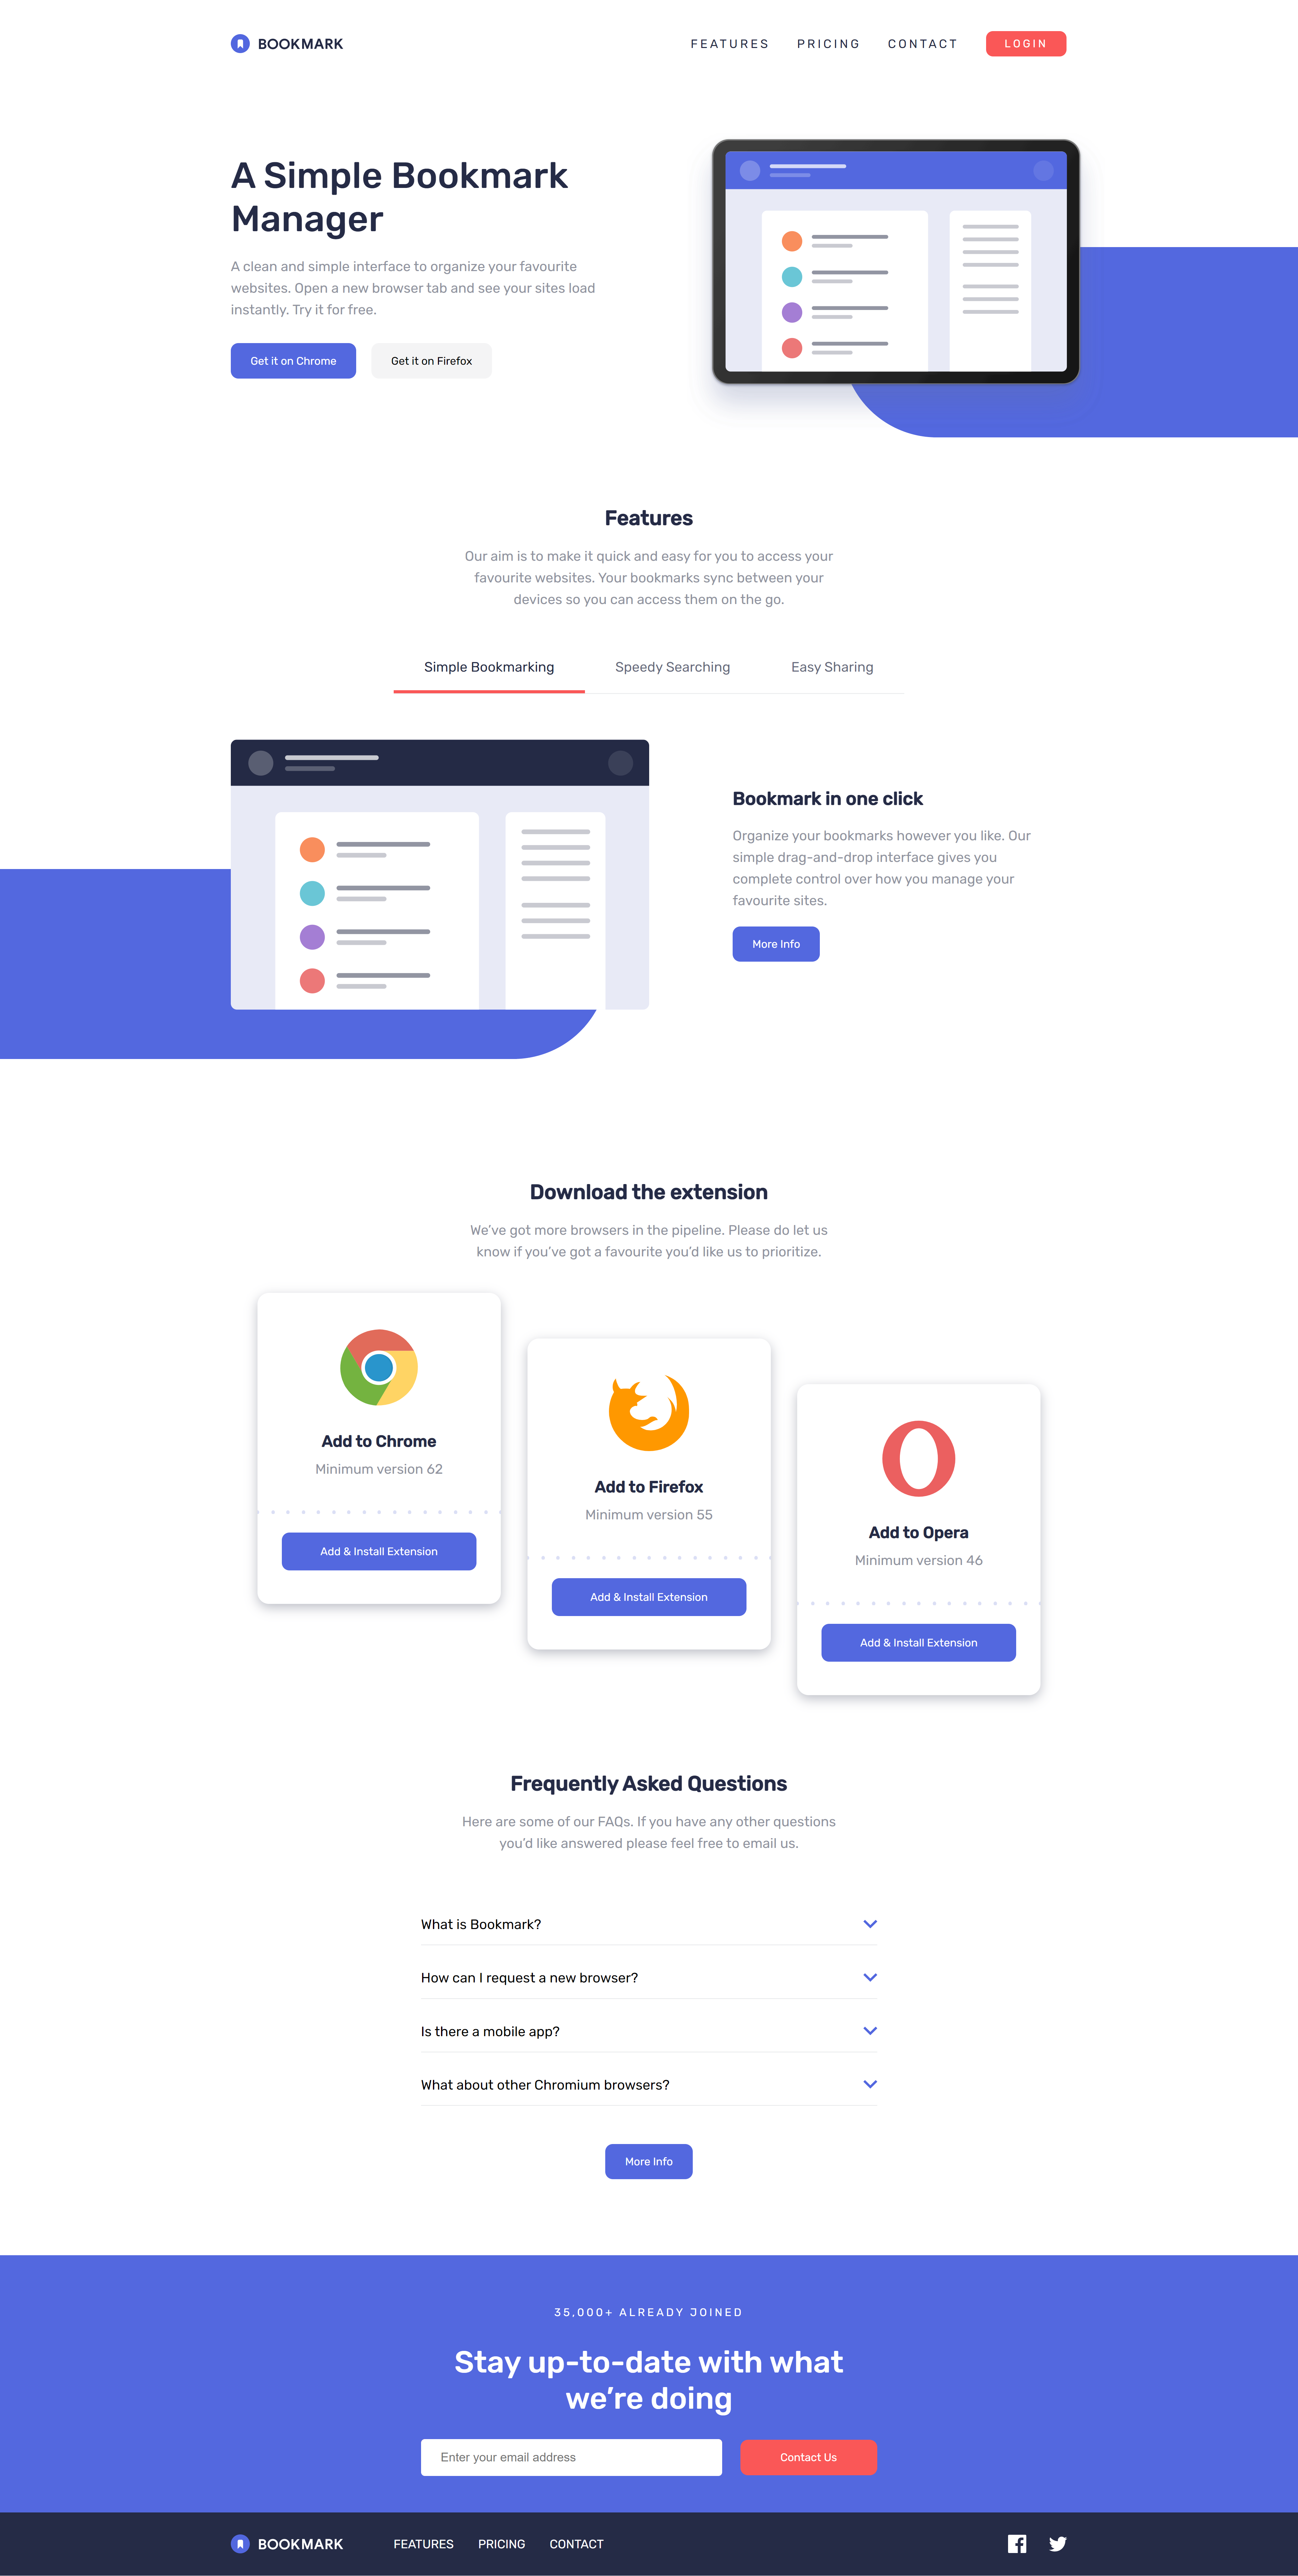 BOOKMARK
FEATURES PRICING CONTACT LOGIN
A Simple Bookmark
Manager
A clean and simple interface to organize your favourite
websites. Open a new browser tab and see your sites load
instantly. Try it for free.
Get it on Chrome Get it on Firefox
Features
Our aim is to make it quick and easy for you to access your
favourite websites. Your bookmarks sync between your
devices so you can access them on the go.
Simple Bookmarking Speedy Searching Easy Sharing
Bookmark in one click
Organize your bookmarks however you like. Our
simple drag-and-drop interface gives you
complete control over how you manage your
favourite sites.
More Info
Download the extension
We’ve got more browsers in the pipeline. Please do let us
know if you’ve got a favourite you’d like us to prioritize.
Add to Chrome
Minimum version 62
Add & Install Extension
Add to Firefox
Minimum version 55
Add & Install Extension
Add to Opera
Minimum version 46
Add & Install Extension
Frequently Asked Questions
Here are some of our FAQs. If you have any other questions
you’d like answered please feel free to email us.
What is Bookmark?
How can I request a new browser?
Is there a mobile app?
What about other Chromium browsers?
More Info
35,000+ ALREADY JOINED
Stay up-to-date with what
we’re doing
Enter your email address Contact Us
BOOKMARK FEATURES PRICING CONTACT